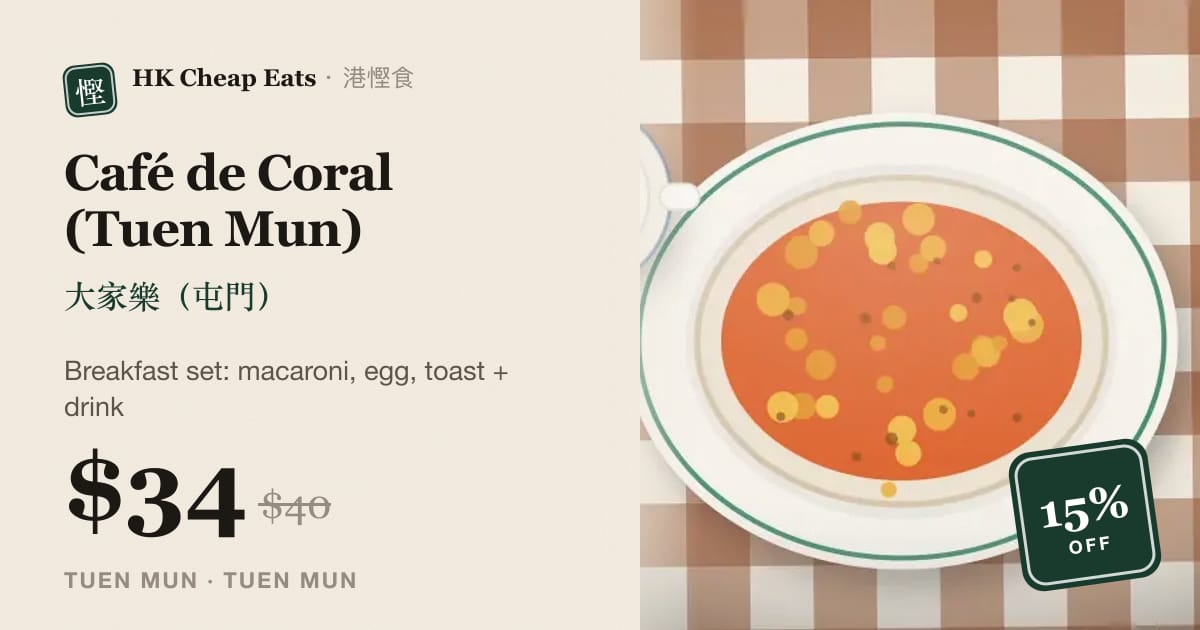 慳
HK Cheap Eats · 港慳食
Café de Coral
(Tuen Mun)
大家樂（屯門）
Breakfast set: macaroni, egg, toast +
drink
$34 $40
TUEN MUN · TUEN MUN
15%
OFF